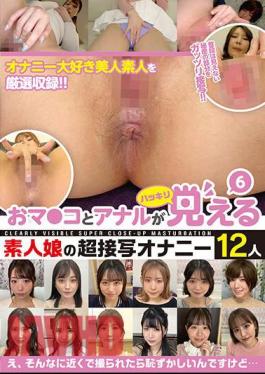 オナニー大好き美人素人を
厳選収録!!
おマ●コとアナルが
ハッキリ
見える
6
CLEARLY VISIBLE SUPER CLOSE-UP MASTURBATION
素人娘の超接写オナニー12人
え、そんなに近くで撮られたら恥ずかしいんですけど…